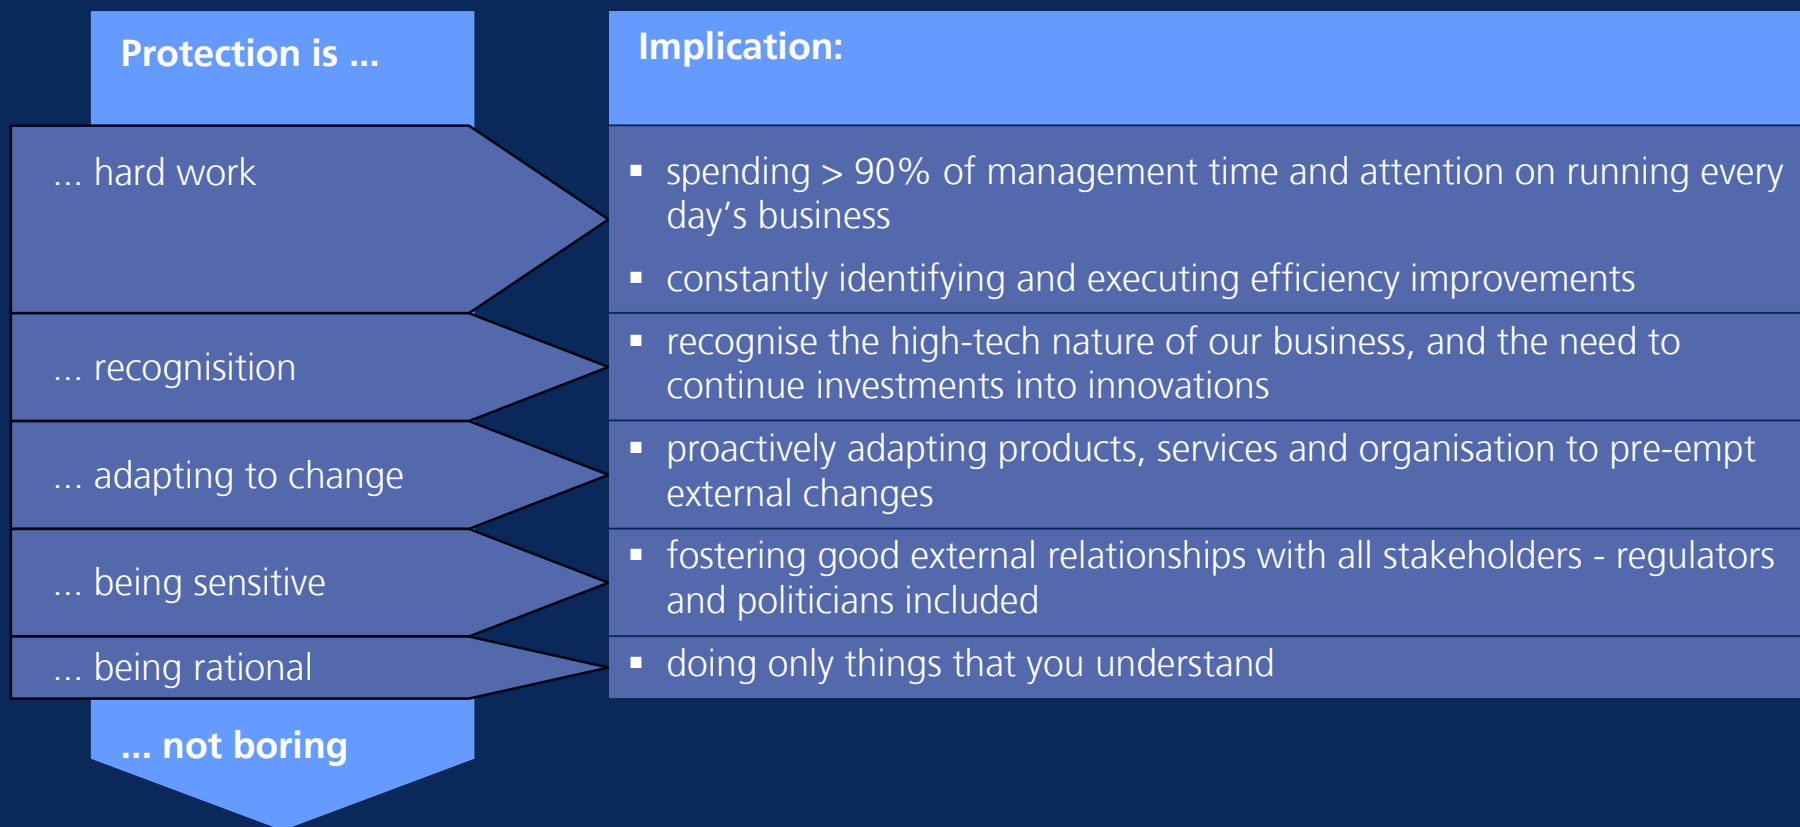 Protection is ...
Implication:
... hard work
▪ spending > 90% of management time and attention on running every
day’s business
▪ constantly identifying and executing efficiency improvements
... recognisition
▪ recognise the high-tech nature of our business, and the need to
continue investments into innovations
... adapting to change
▪ proactively adapting products, services and organisation to pre-empt
external changes
... being sensitive
▪ fostering good external relationships with all stakeholders - regulators
and politicians included
... being rational
▪ doing only things that you understand
... not boring